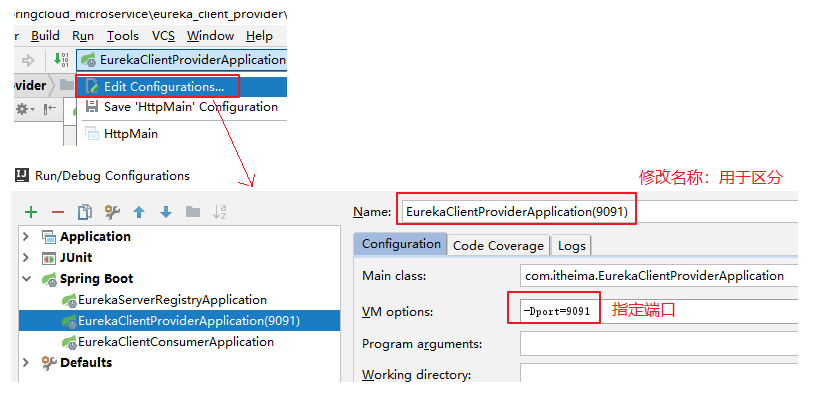 pringcloud_microservice\eureka_client_provider\
r Build Run Tools VCS Window Help
EurekaClientProviderApplication
ovider
Edit Configurations...
Save 'HttpMain' Configuration
HttpMain
Run/Debug Configurations
修改名称：用于区分
Name: EurekaClientProviderApplication(9091)
Application
JUnit
Spring Boot
EurekaServerRegistryApplication
EurekaClientProviderApplication(9091)
EurekaClientConsumerApplication
Defaults
Configuration Code Coverage Logs
Main class: com.itheima.EurekaClientProviderApplication
VM options: -Dport=9091 指定端口
Program arguments:
Working directory: